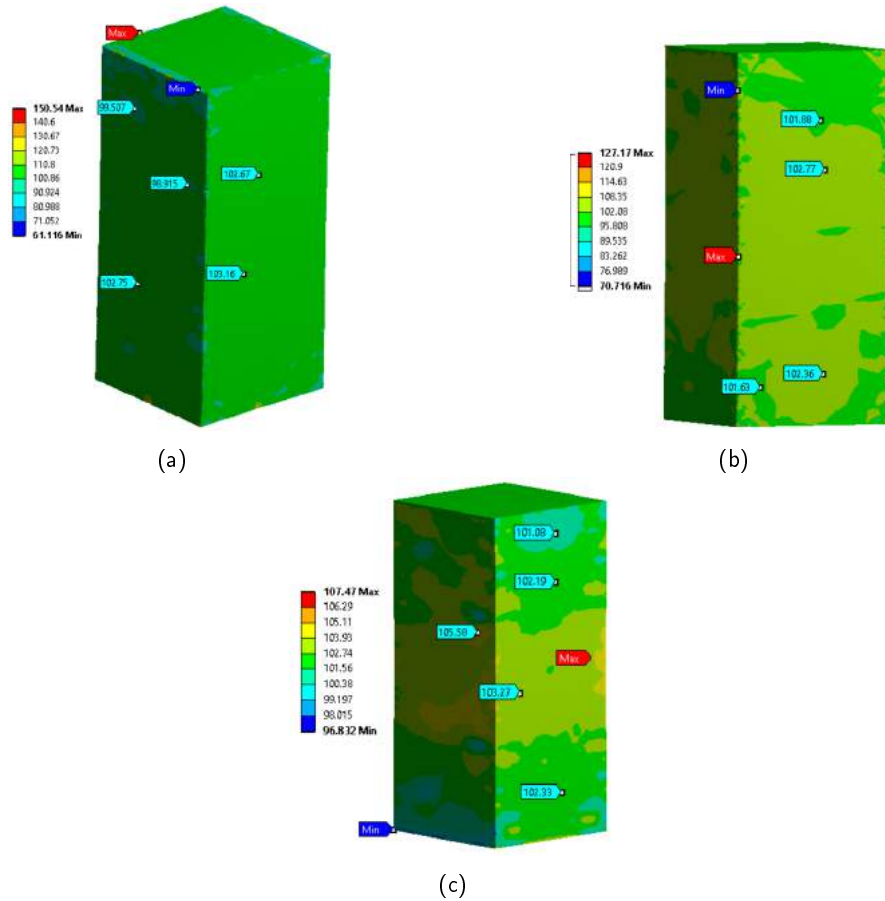 Max
Min
99.507
98.915
102.67
102.75
103.16
150.54 Max
140.6
130.67
120.73
110.8
100.86
90.924
80.988
71.052
61.116 Min
(a)
Min
101.88
102.77
Max
102.36
101.63
127.17 Max
120.9
114.63
108.35
102.08
95.808
89.535
83.262
76.989
70.716 Min
(b)
101.08
102.19
105.58
Max
103.27
102.33
Min
107.47 Max
106.29
105.11
103.93
102.74
101.56
100.38
99.197
98.015
96.832 Min
(c)